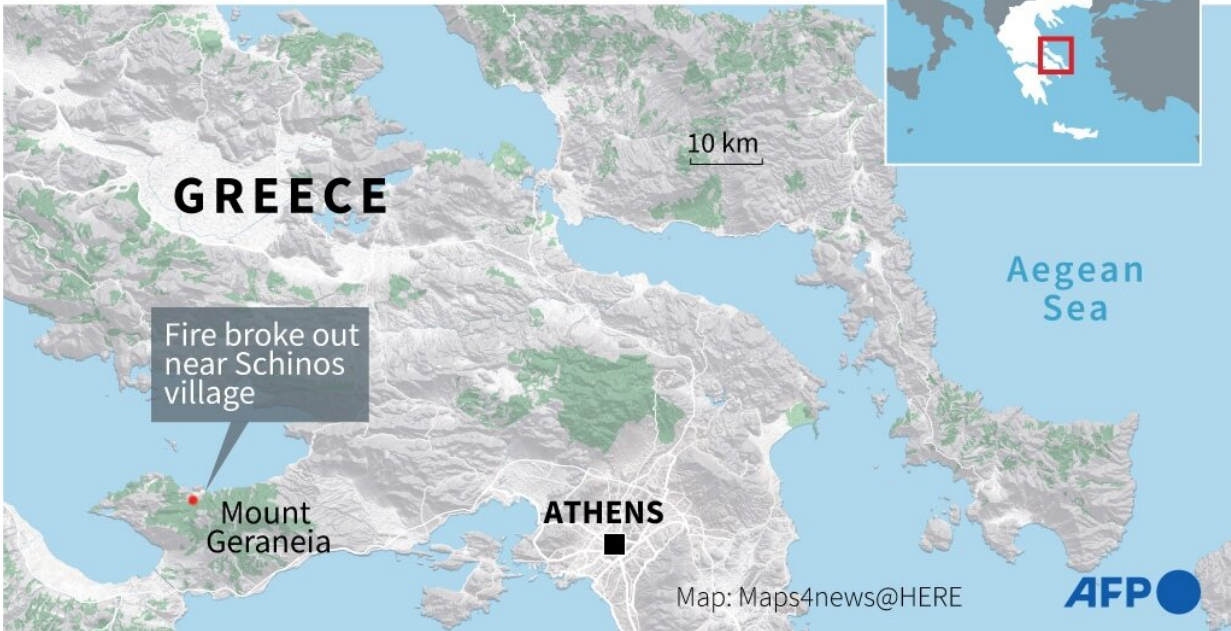 10 km
GREECE
Aegean
Sea
Fire broke out
near Schinos
village
Mount
Geraneia
ATHENS
Map: Maps4news@HERE
AFP